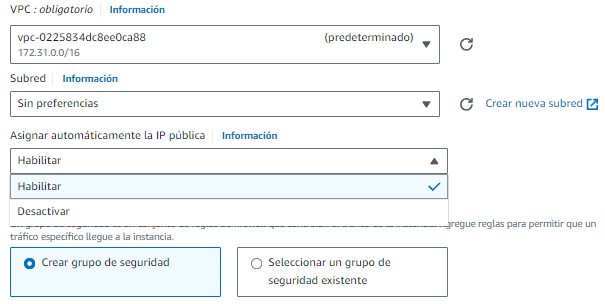 VPC : obligatorio Información
vpc-0225834dc8ee0ca88 (predeterminado)
172.31.0.0/16
Subred Información
Sin preferencias Crear nueva subred
Asignar automáticamente la IP pública Información
Habilitar
Habilitar
Desactivar
gregue reglas para permitir que un
tráfico específico llegue a la instancia.
Crear grupo de seguridad Seleccionar un grupo de
seguridad existente